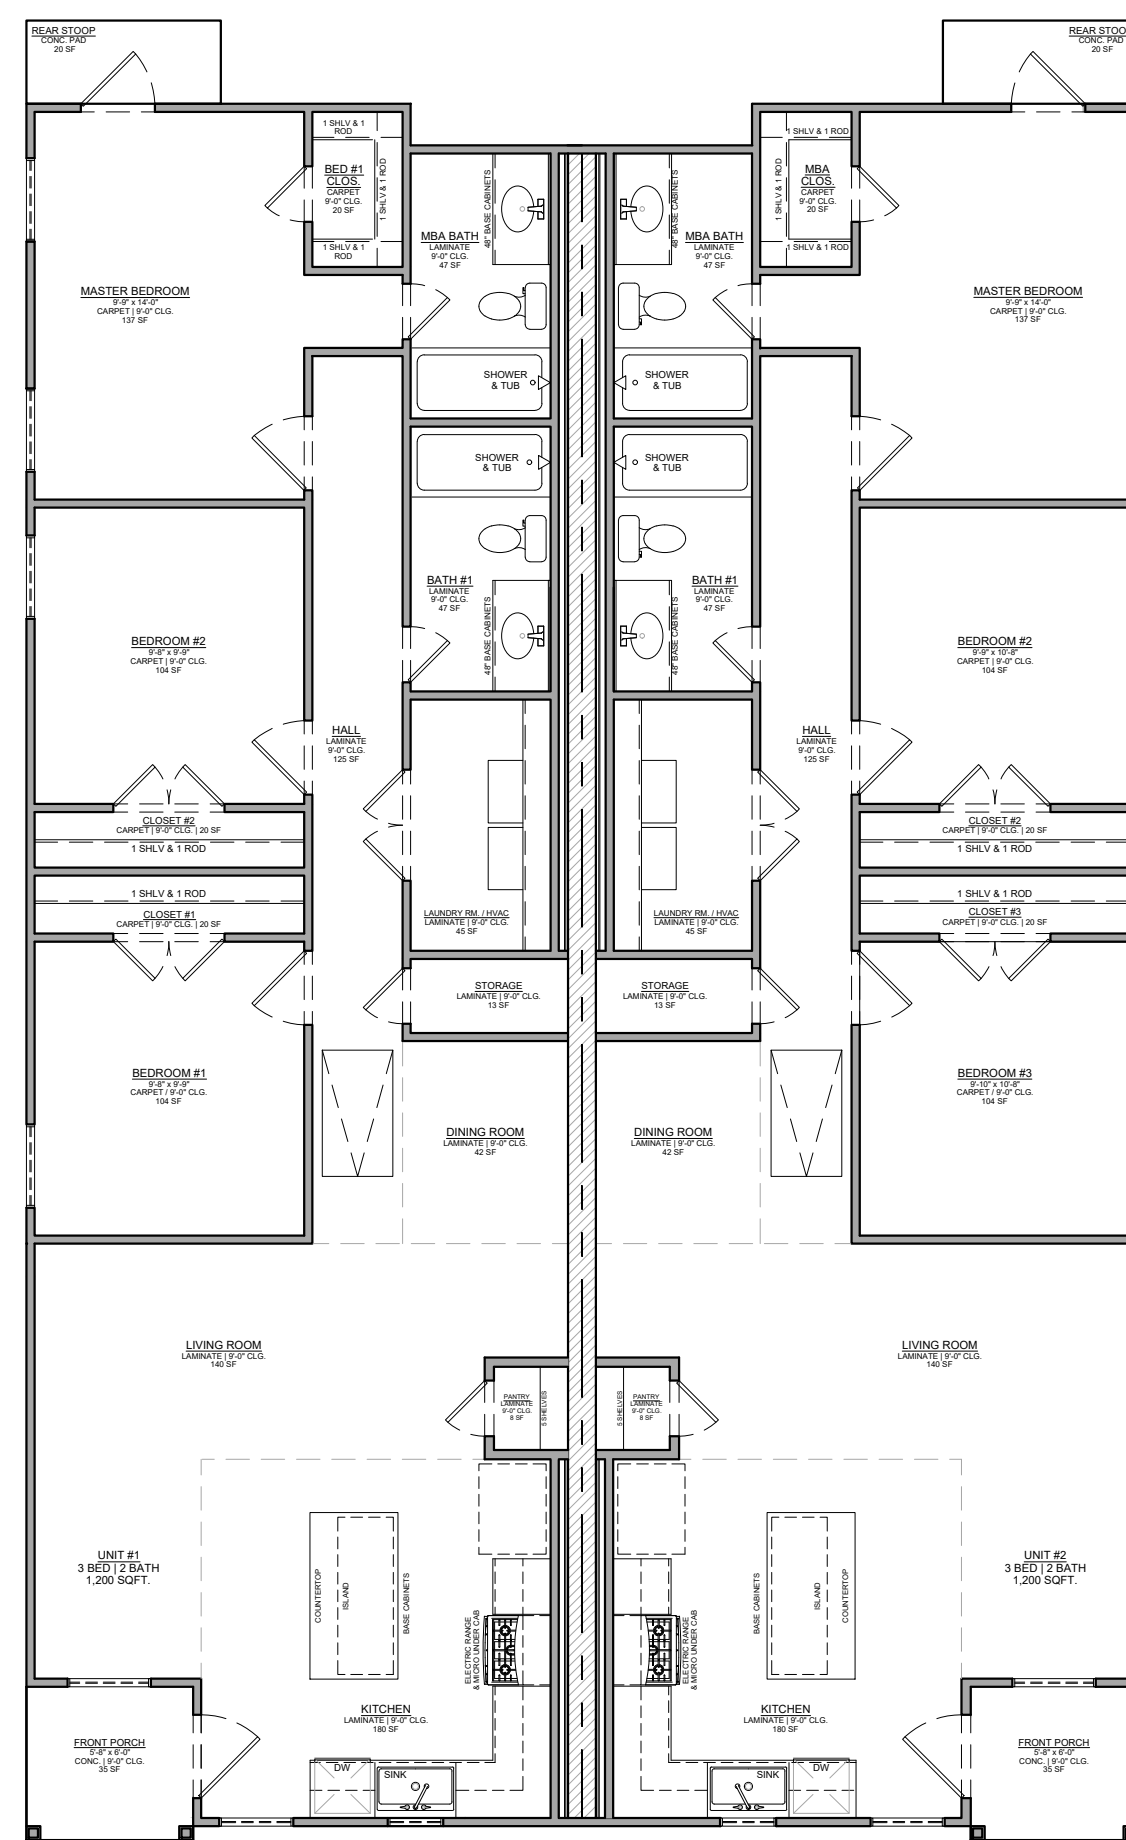 REAR STOOP
CONC. PAD
20 SF
REAR STOO
CONC. PAD
20 SF
1 SHLV & 1
ROD
BED #1
CLOS.
CARPET
9'-0" CLG.
20 SF
1 SHLV & 1 ROD
1 SHLV & 1
ROD
48" BASE CABINETS
MBA BATH
LAMINATE
9'-0" CLG.
47 SF
48" BASE CABINETS
MBA BATH
LAMINATE
9'-0" CLG.
47 SF
1 SHLV & 1 ROD
MBA
CLOS.
CARPET
9'-0" CLG.
20 SF
1 SHLV & 1 ROD
1 SHLV & 1 ROD
MASTER BEDROOM
9'-9" x 14'-0"
CARPET | 9'-0" CLG.
137 SF
MASTER BEDROOM
9'-9" x 14'-0"
CARPET | 9'-0" CLG.
137 SF
SHOWER
& TUB
SHOWER
& TUB
SHOWER
& TUB
SHOWER
& TUB
BATH #1
LAMINATE
9'-0" CLG.
47 SF
48" BASE CABINETS
48" BASE CABINETS
BATH #1
LAMINATE
9'-0" CLG.
47 SF
BEDROOM #2
9'-8" x 9'-9"
CARPET | 9'-0" CLG.
104 SF
BEDROOM #2
9'-9" x 10'-8"
CARPET | 9'-0" CLG.
104 SF
HALL
LAMINATE
9'-0" CLG.
125 SF
HALL
LAMINATE
9'-0" CLG.
125 SF
CLOSET #2
CARPET | 9'-0" CLG. | 20 SF
1 SHLV & 1 ROD
CLOSET #2
CARPET | 9'-0" CLG. | 20 SF
1 SHLV & 1 ROD
1 SHLV & 1 ROD
CLOSET #1
CARPET | 9'-0" CLG. | 20 SF
1 SHLV & 1 ROD
CLOSET #3
CARPET | 9'-0" CLG. | 20 SF
LAUNDRY RM. / HVAC
LAMINATE | 9'-0" CLG.
45 SF
LAUNDRY RM. / HVAC
LAMINATE | 9'-0" CLG.
45 SF
STORAGE
LAMINATE | 9'-0" CLG.
13 SF
STORAGE
LAMINATE | 9'-0" CLG.
13 SF
BEDROOM #1
9'-8" x 9'-9"
CARPET / 9'-0" CLG.
104 SF
BEDROOM #3
9'-10" x 10'-8"
CARPET / 9'-0" CLG.
104 SF
DINING ROOM
LAMINATE | 9'-0" CLG.
42 SF
DINING ROOM
LAMINATE | 9'-0" CLG.
42 SF
LIVING ROOM
LAMINATE | 9'-0" CLG.
140 SF
LIVING ROOM
LAMINATE | 9'-0" CLG.
140 SF
PANTRY
LAMINATE
9'-0" CLG.
8 SF
5 SHELVES
5 SHELVES
PANTRY
LAMINATE
9'-0" CLG.
8 SF
UNIT #1
3 BED | 2 BATH
1,200 SQFT.
UNIT #2
3 BED | 2 BATH
1,200 SQFT.
COUNTERTOP
ISLAND
BASE CABINETS
ELECTRIC RANGE
& MICRO UNDER CAB
ELECTRIC RANGE
& MICRO UNDER CAB
BASE CABINETS
ISLAND
COUNTERTOP
KITCHEN
LAMINATE | 9'-0" CLG.
180 SF
KITCHEN
LAMINATE | 9'-0" CLG.
180 SF
FRONT PORCH
5'-8" x 6'-0"
CONC. | 9'-0" CLG.
35 SF
FRONT PORCH
5'-8" x 6'-0"
CONC. | 9'-0" CLG.
35 SF
DW
SINK
SINK
DW